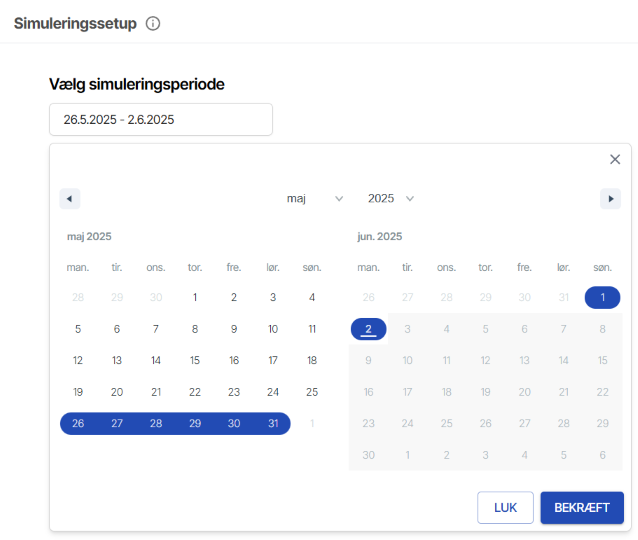 Simuleringssetup
Vælg simuleringsperiode
26.5.2025 - 2.6.2025
maj 2025
maj 2025
man. tir. ons. tor. fre. lør. søn.
28 29 30 1 2 3 4
5 6 7 8 9 10 11
12 13 14 15 16 17 18
19 20 21 22 23 24 25
26 27 28 29 30 31 1
jun. 2025
man. tir. ons. tor. fre. lør. søn.
26 27 28 29 30 31 1
2 3 4 5 6 7 8
9 10 11 12 13 14 15
16 17 18 19 20 21 22
23 24 25 26 27 28 29
30 1 2 3 4 5 6
LUK BEKRÆFT